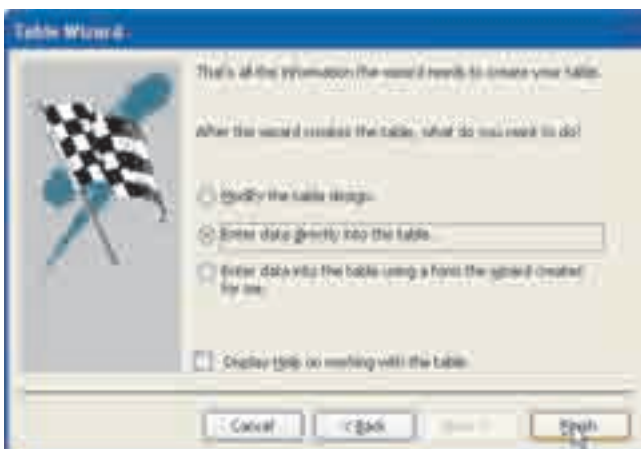 Table Wizard
That's all the information the wizard needs to create your table.
After the wizard creates the table, what do you want to do?
Modify the table design.
Enter data directly into the table.
Enter data into the table using a form the wizard creates
for me.
Display Help on working with the table.
Cancel
< Back
Finish